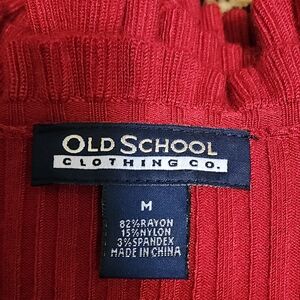 OLD SCHOOL
CLOTHING CO.
M
82% RAYON
15% NYLON
3% SPANDEX
MADE IN CHINA